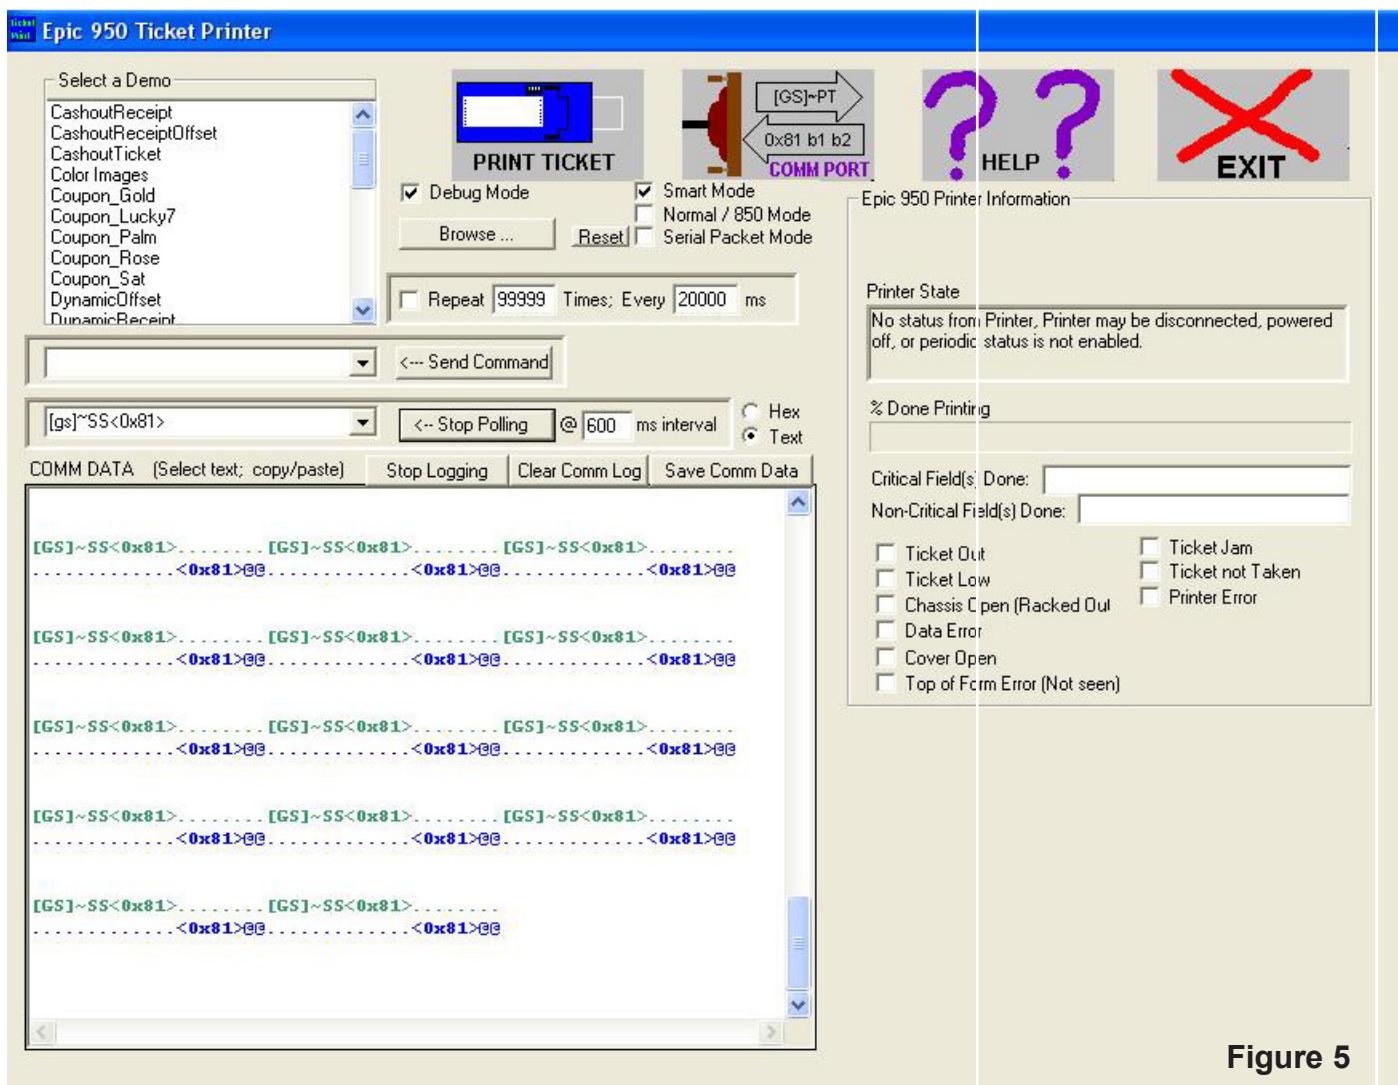 Ticket
Print
Epic 950 Ticket Printer
Select a Demo
CashoutReceipt
CashoutReceiptOffset
CashoutTicket
Color Images
Coupon_Gold
Coupon_Lucky7
Coupon_Palm
Coupon_Rose
Coupon_Sat
DynamicOffset
DynamicReceipt
PRINT TICKET
[GS]~PT
0x81 b1 b2
COMM PORT
HELP
EXIT
Debug Mode
Smart Mode
Normal / 850 Mode
Browse ...
Reset
Serial Packet Mode
Repeat 99999 Times; Every 20000 ms
<--- Send Command
[gs]~SS<0x81>
<-- Stop Polling @ 600 ms interval
Hex
Text
COMM DATA (Select text; copy/paste) Stop Logging Clear Comm Log Save Comm Data
[GS]~SS<0x81>........[GS]~SS<0x81>........[GS]~SS<0x81>........
.............<0x81>@@.............<0x81>@@.............<0x81>@@
[GS]~SS<0x81>........[GS]~SS<0x81>........[GS]~SS<0x81>........
.............<0x81>@@.............<0x81>@@.............<0x81>@@
[GS]~SS<0x81>........[GS]~SS<0x81>........[GS]~SS<0x81>........
.............<0x81>@@.............<0x81>@@.............<0x81>@@
[GS]~SS<0x81>........[GS]~SS<0x81>........[GS]~SS<0x81>........
.............<0x81>@@.............<0x81>@@.............<0x81>@@
[GS]~SS<0x81>........[GS]~SS<0x81>........
.............<0x81>@@.............<0x81>@@
Epic 950 Printer Information
Printer State
No status from Printer, Printer may be disconnected, powered
off, or periodic status is not enabled.
% Done Printing
Critical Field(s) Done:
Non-Critical Field(s) Done:
Ticket Out
Ticket Low
Chassis Open (Racked Out
Data Error
Cover Open
Top of Form Error (Not seen)
Ticket Jam
Ticket not Taken
Printer Error
Figure 5